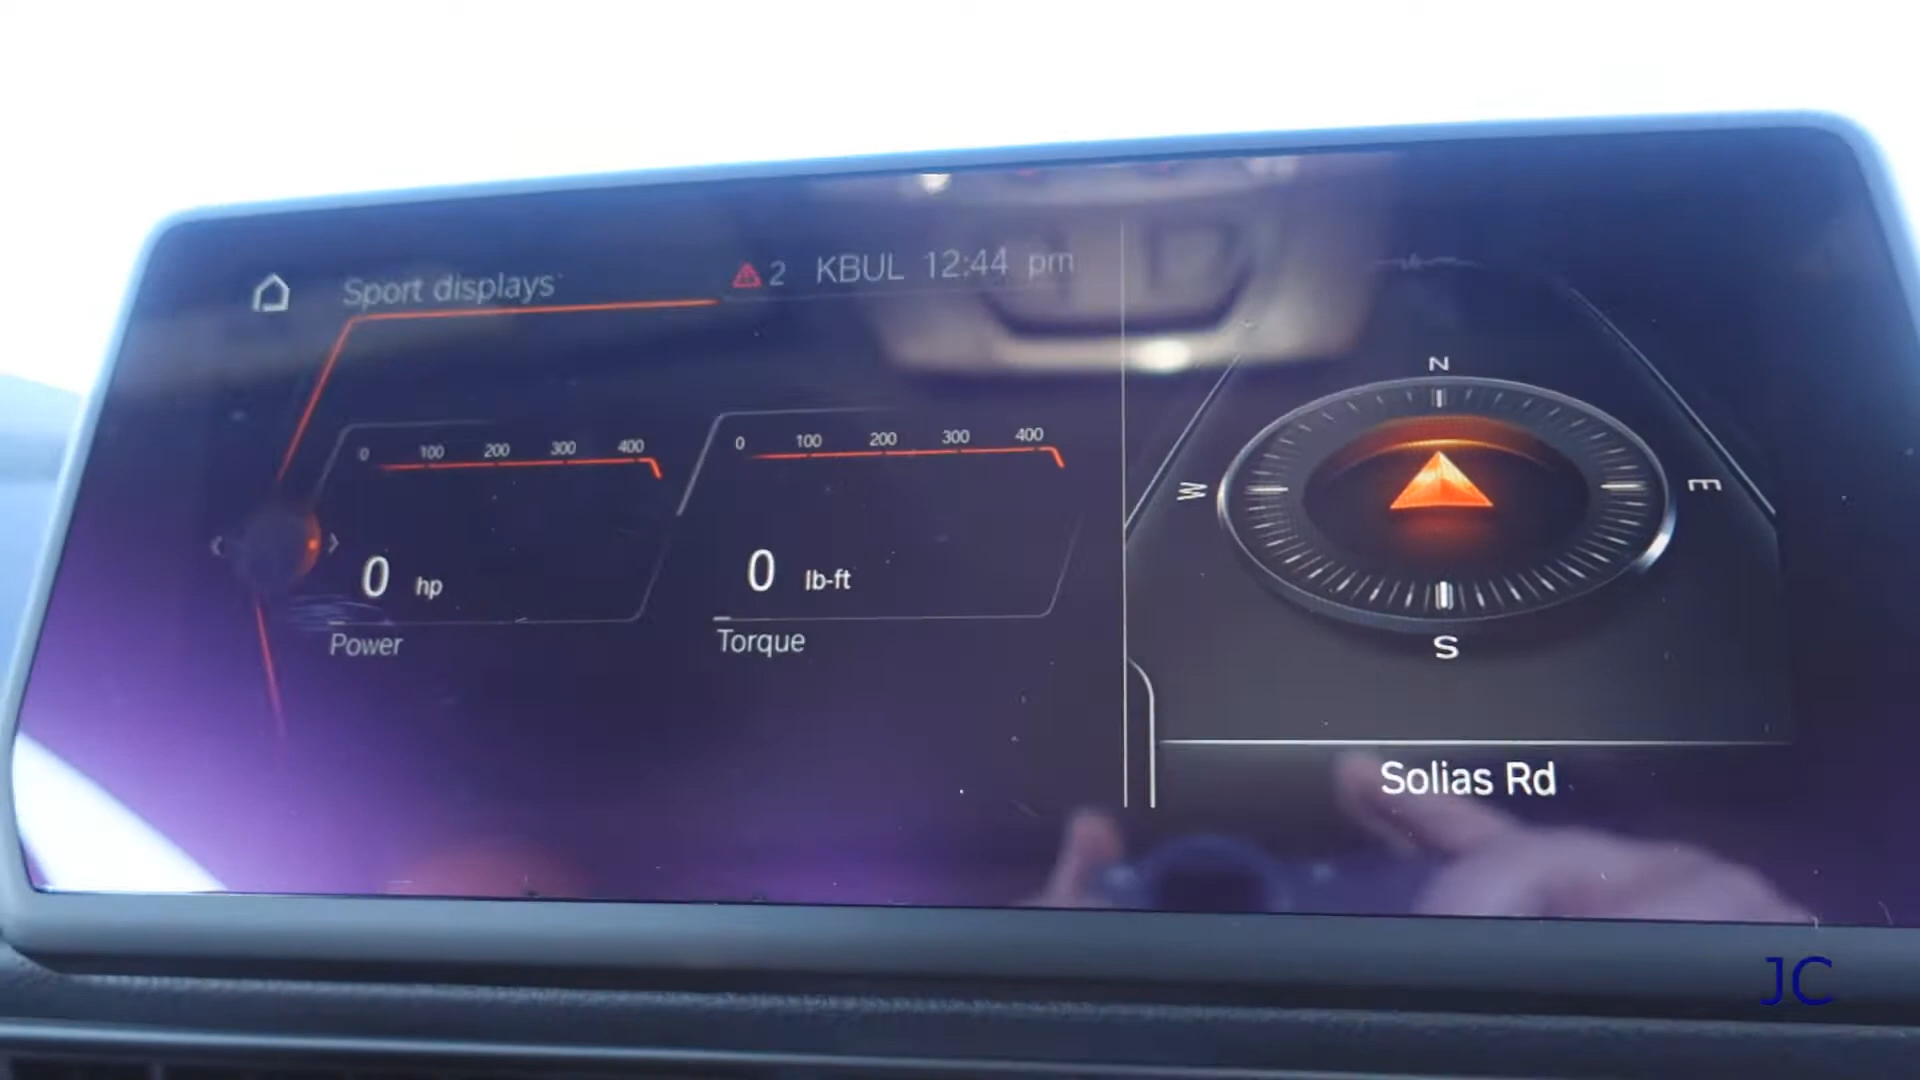 Sport displays
2 KBUL 12:44 pm
0 100 200 300 400
0 hp
Power
0 100 200 300 400
0 lb-ft
Torque
N
W E
S
Solias Rd
JC